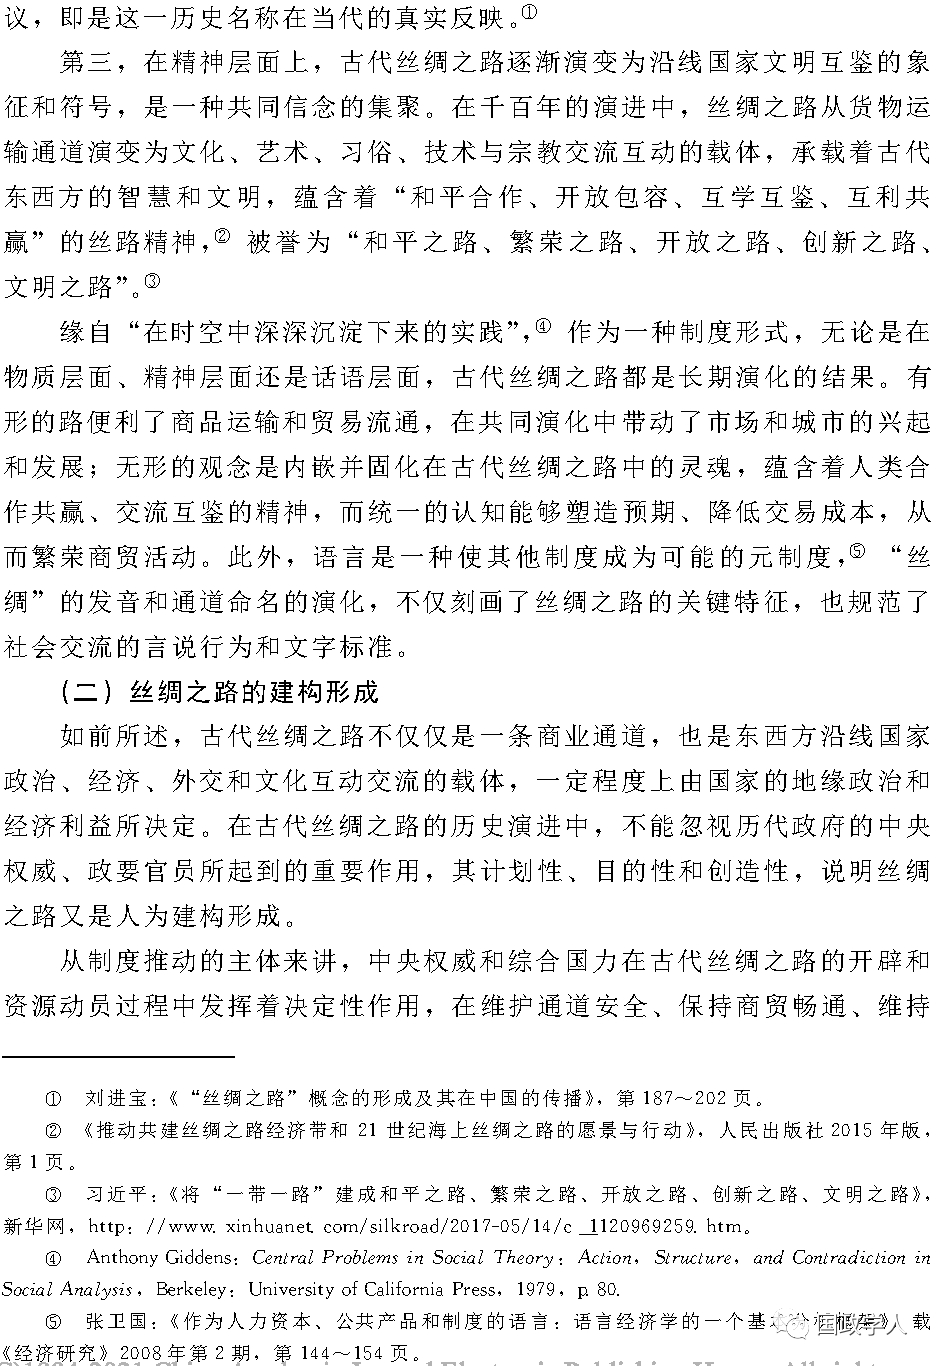 议，即是这一历史名称在当代的真实反映。①
第三，在精神层面上，古代丝绸之路逐渐演变为沿线国家文明互鉴的象
征和符号，是一种共同信念的集聚。在千百年的演进中，丝绸之路从货物运
输通道演变为文化、艺术、习俗、技术与宗教交流互动的载体，承载着古代
东西方的智慧和文明，蕴含着“和平合作、开放包容、互学互鉴、互利共
赢”的丝路精神，② 被誉为“和平之路、繁荣之路、开放之路、创新之路、
文明之路”。③
缘自“在时空中深深沉淀下来的实践”，④ 作为一种制度形式，无论是在
物质层面、精神层面还是话语层面，古代丝绸之路都是长期演化的结果。有
形的路便利了商品运输和贸易流通，在共同演化中带动了市场和城市的兴起
和发展；无形的观念是内嵌并固化在古代丝绸之路中的灵魂，蕴含着人类合
作共赢、交流互鉴的精神，而统一的认知能够塑造预期、降低交易成本，从
而繁荣商贸活动。此外，语言是一种使其他制度成为可能的元制度，⑤ “丝
绸”的发音和通道命名的演化，不仅刻画了丝绸之路的关键特征，也规范了
社会交流的言说行为和文字标准。
（二）丝绸之路的建构形成
如前所述，古代丝绸之路不仅仅是一条商业通道，也是东西方沿线国家
政治、经济、外交和文化互动交流的载体，一定程度上由国家的地缘政治和
经济利益所决定。在古代丝绸之路的历史演进中，不能忽视历代政府的中央
权威、政要官员所起到的重要作用，其计划性、目的性和创造性，说明丝绸
之路又是人为建构形成。
从制度推动的主体来讲，中央权威和综合国力在古代丝绸之路的开辟和
资源动员过程中发挥着决定性作用，在维护通道安全、保持商贸畅通、维持
① 刘进宝：《“丝绸之路”概念的形成及其在中国的传播》，第187～202页。
② 《推动共建丝绸之路经济带和21世纪海上丝绸之路的愿景与行动》，人民出版社2015年版，
第1页。
③ 习近平：《将“一带一路”建成和平之路、繁荣之路、开放之路、创新之路、文明之路》，
新华网，http：//www. xinhuanet. com/silkroad/2017-05/14/c_1120969259. htm。
④ Anthony Giddens：Central Problems in Social Theory：Action，Structure，and Contradiction in
Social Analysis，Berkeley：University of California Press，1979，p. 80.
⑤ 张卫国：《作为人力资本、公共产品和制度的语言：语言经济学的一个基本分析框架》，载
《经济研究》2008年第2期，第144～154页。
国政学人